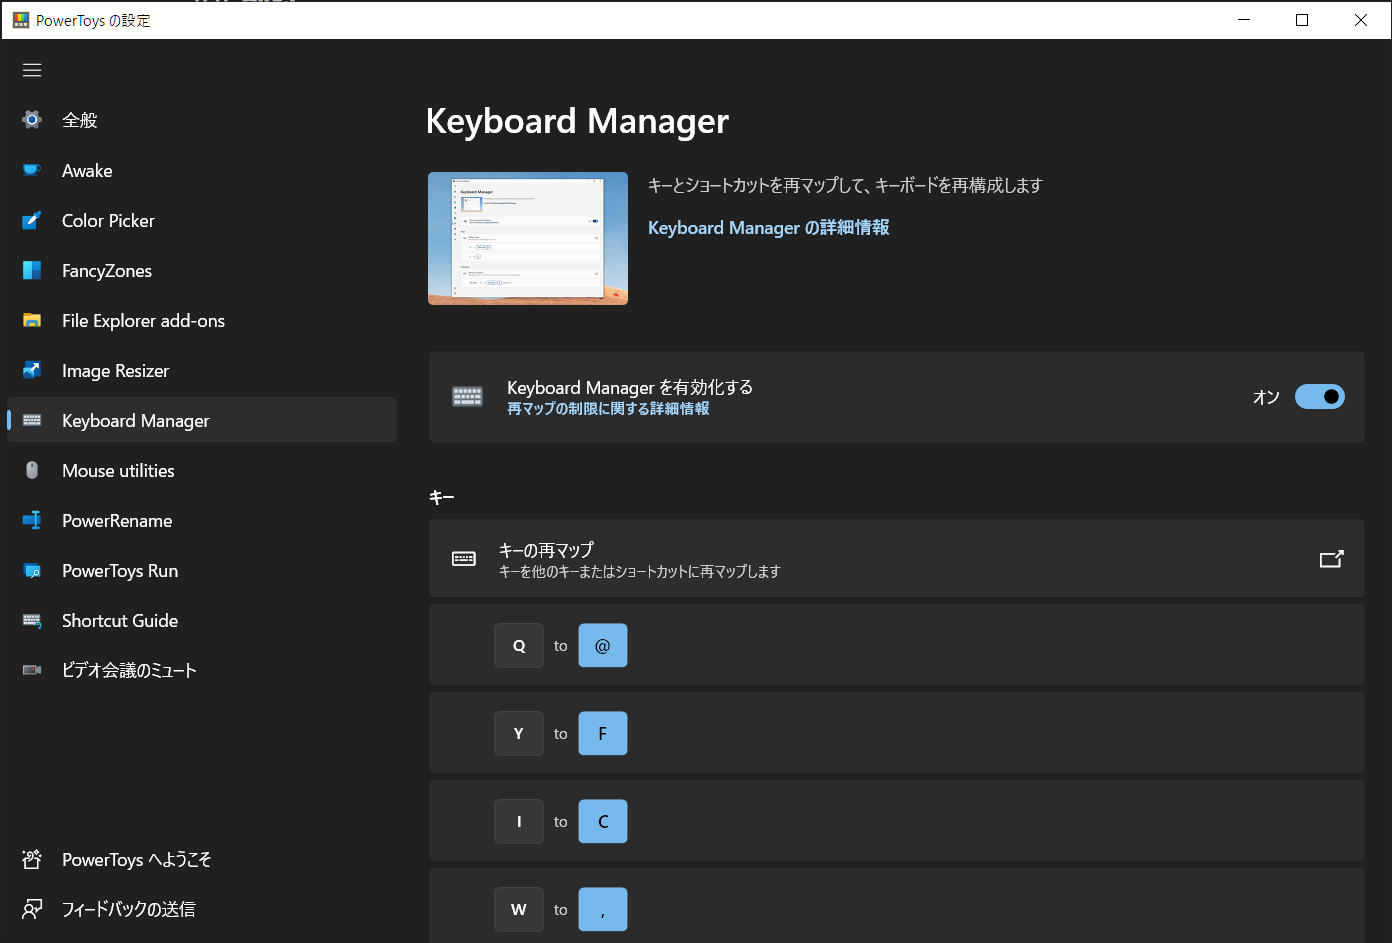 PowerToys の設定
全般
Awake
Color Picker
FancyZones
File Explorer add-ons
Image Resizer
Keyboard Manager
Mouse utilities
PowerRename
PowerToys Run
Shortcut Guide
ビデオ会議のミュート
PowerToys へようこそ
フィードバックの送信
Keyboard Manager
キーとショートカットを再マップして、キーボードを再構成します
Keyboard Manager の詳細情報
Keyboard Manager を有効化する
再マップの制限に関する詳細情報
オン
キー
キーの再マップ
キーを他のキーまたはショートカットに再マップします
Q to @
Y to F
I to C
W to ,